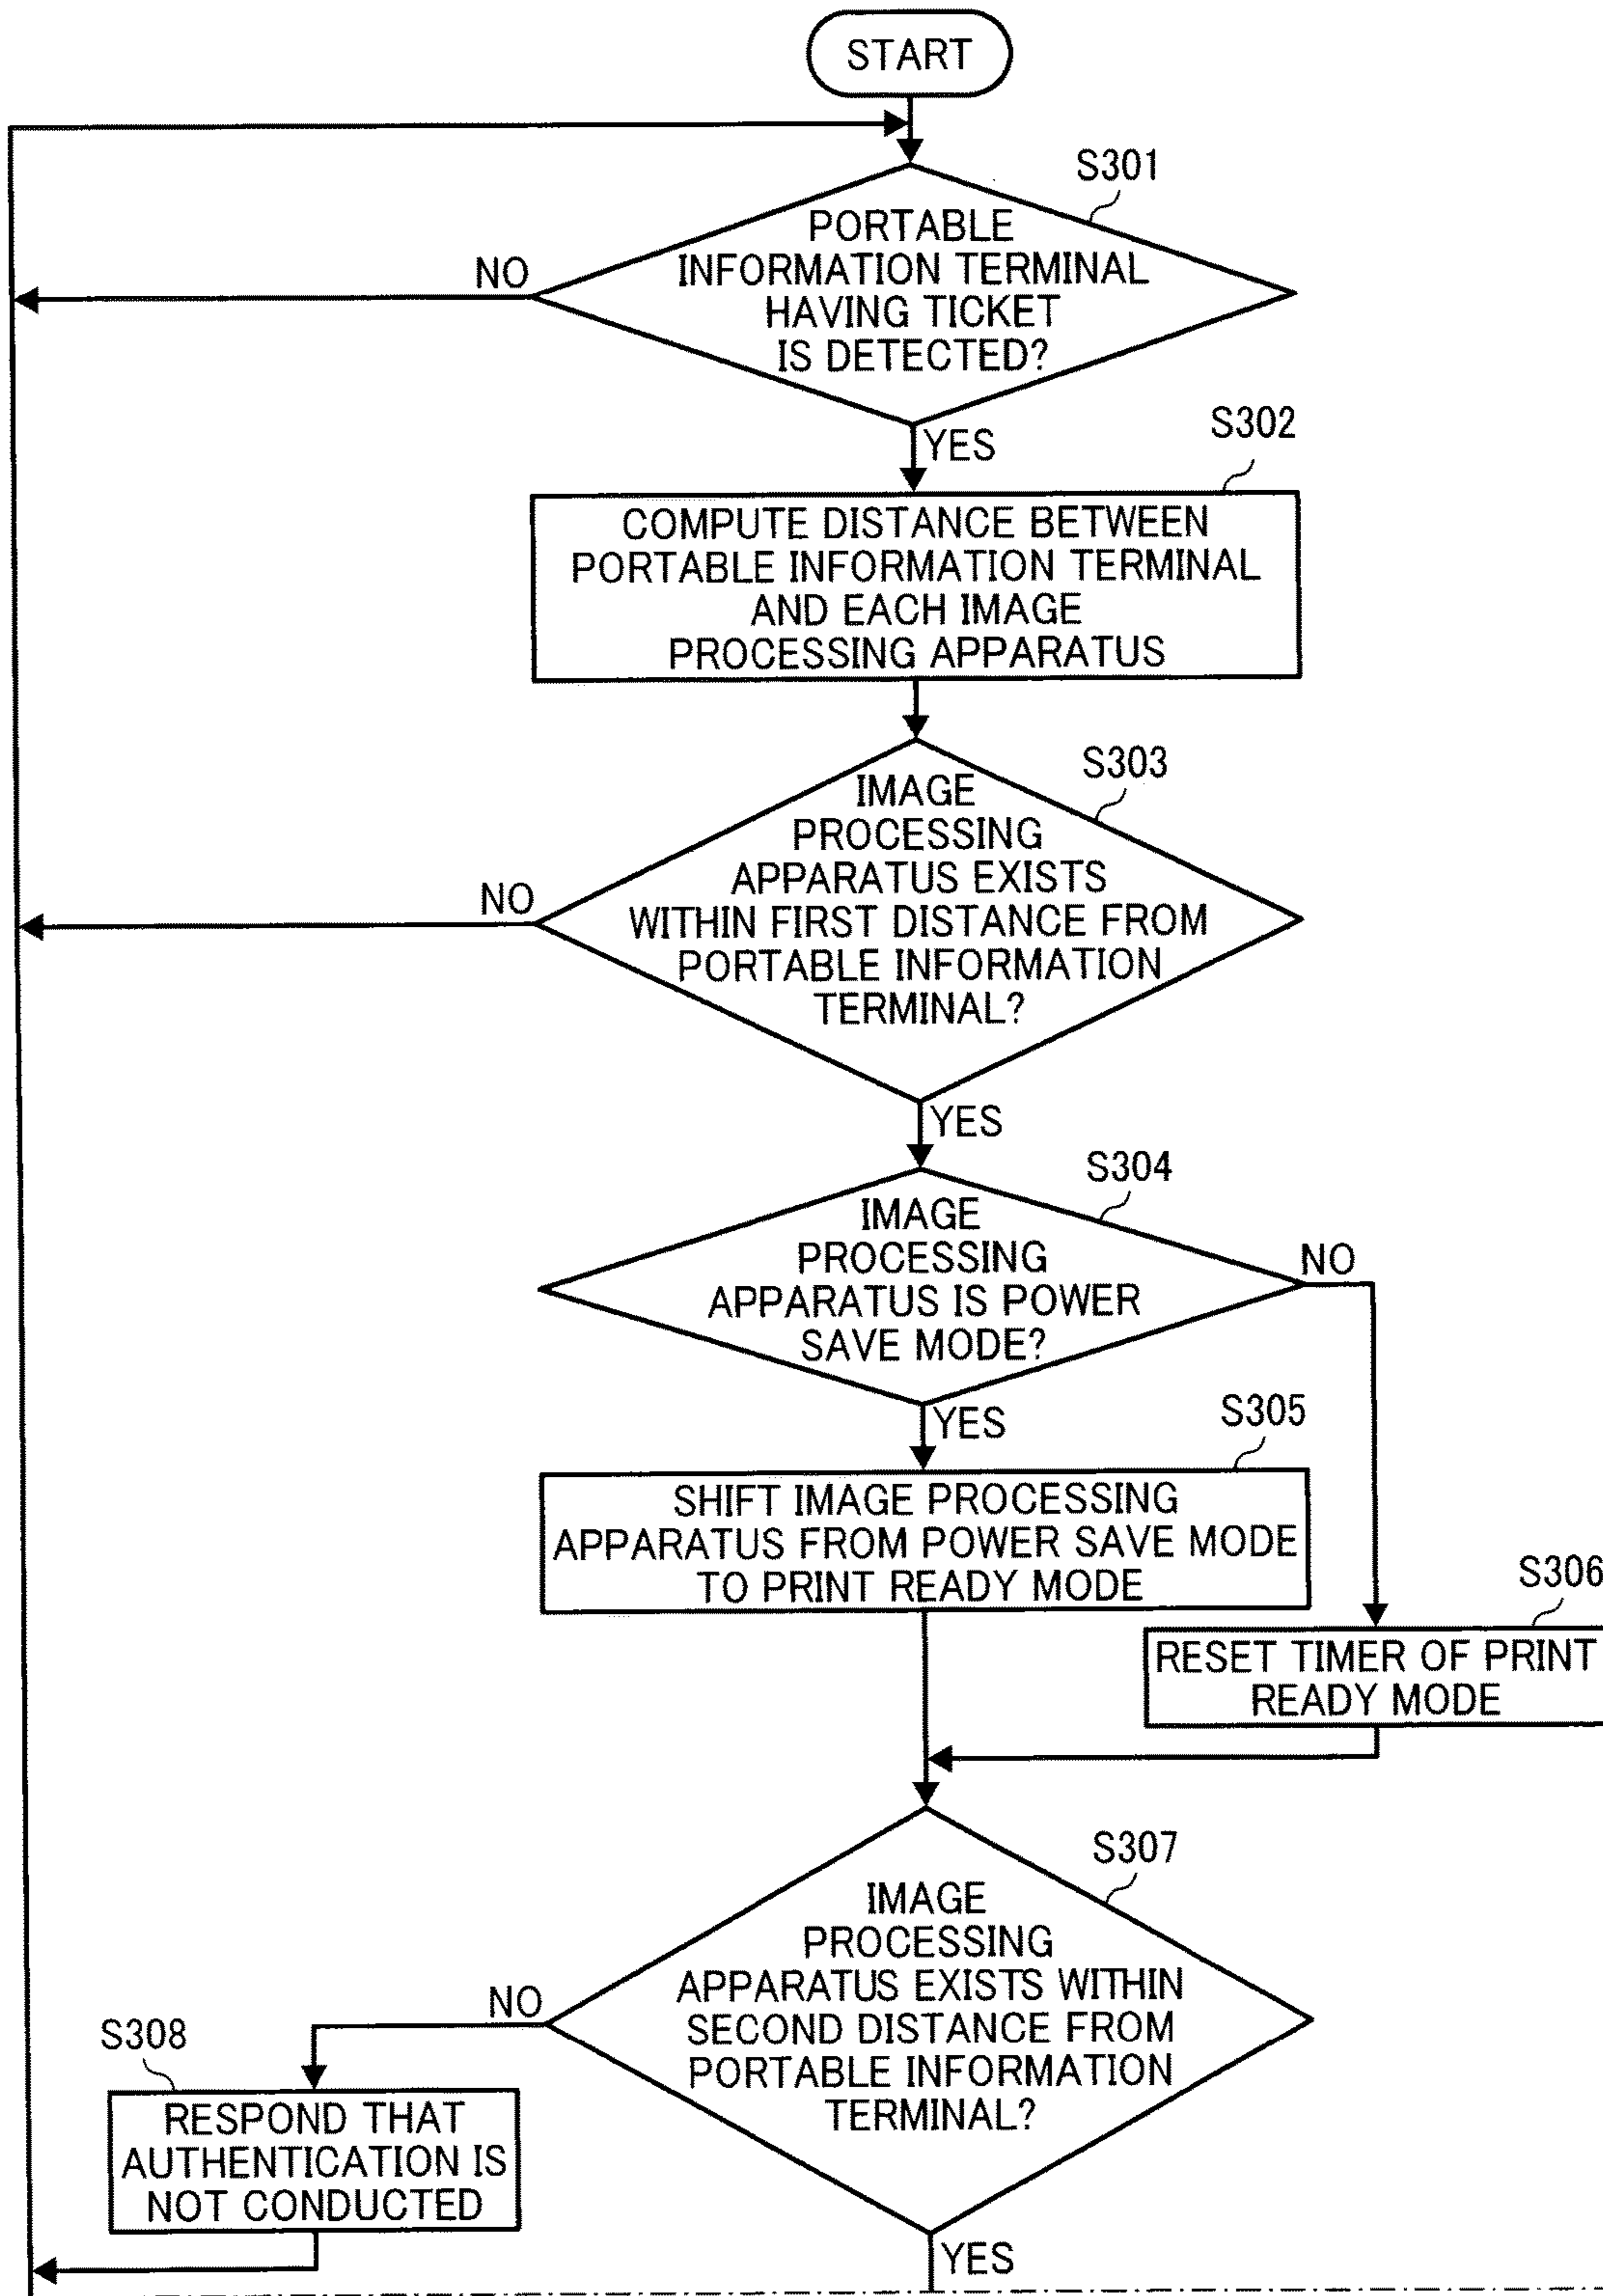 START
S301
PORTABLE
INFORMATION TERMINAL
HAVING TICKET
IS DETECTED?
NO
YES
S302
COMPUTE DISTANCE BETWEEN
PORTABLE INFORMATION TERMINAL
AND EACH IMAGE
PROCESSING APPARATUS
S303
IMAGE
PROCESSING
APPARATUS EXISTS
WITHIN FIRST DISTANCE FROM
PORTABLE INFORMATION
TERMINAL?
NO
YES
S304
IMAGE
PROCESSING
APPARATUS IS POWER
SAVE MODE?
NO
YES
S305
SHIFT IMAGE PROCESSING
APPARATUS FROM POWER SAVE MODE
TO PRINT READY MODE
S306
RESET TIMER OF PRINT
READY MODE
S307
IMAGE
PROCESSING
APPARATUS EXISTS WITHIN
SECOND DISTANCE FROM
PORTABLE INFORMATION
TERMINAL?
NO
S308
RESPOND THAT
AUTHENTICATION IS
NOT CONDUCTED
YES